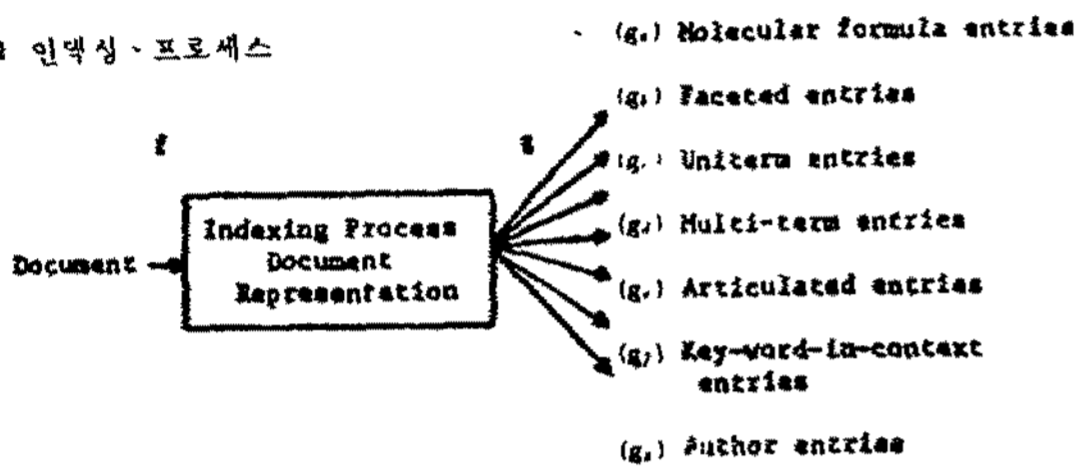 인덱싱、프로세스
f
g
Document
Indexing Process
Document
Representation
Molecular formula entries
Faceted entries
Uniterm entries
Multi-term entries
Articulated entries
Key-word-in-context
entries
Author entries